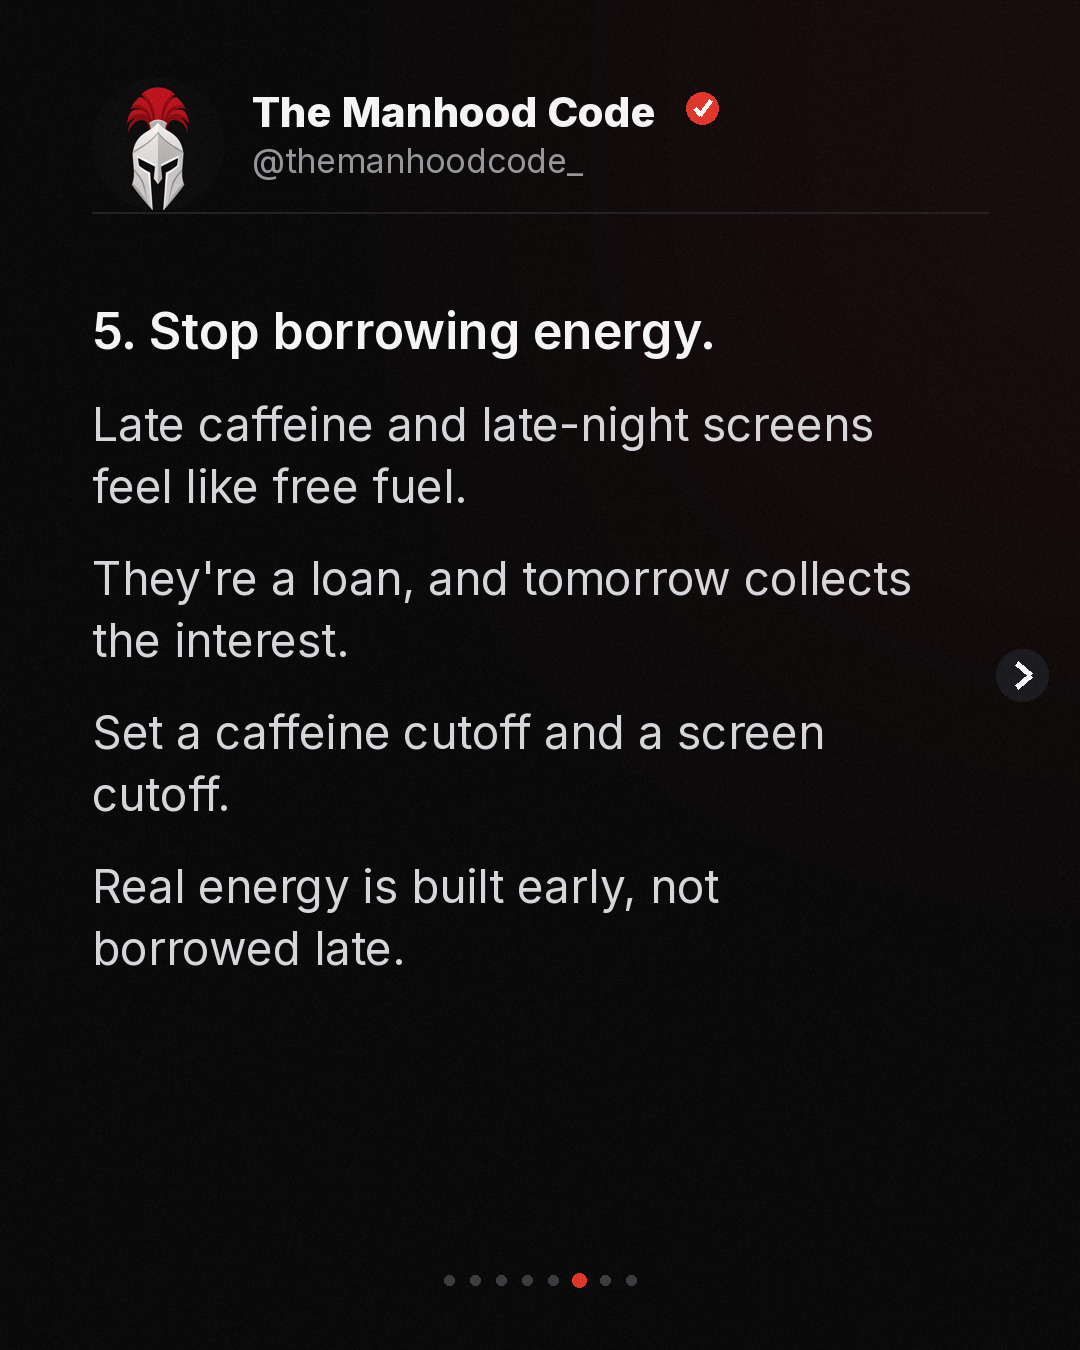 The Manhood Code
@themanhoodcode_
5. Stop borrowing energy.
Late caffeine and late-night screens
feel like free fuel.
They're a loan, and tomorrow collects
the interest.
Set a caffeine cutoff and a screen
cutoff.
Real energy is built early, not
borrowed late.